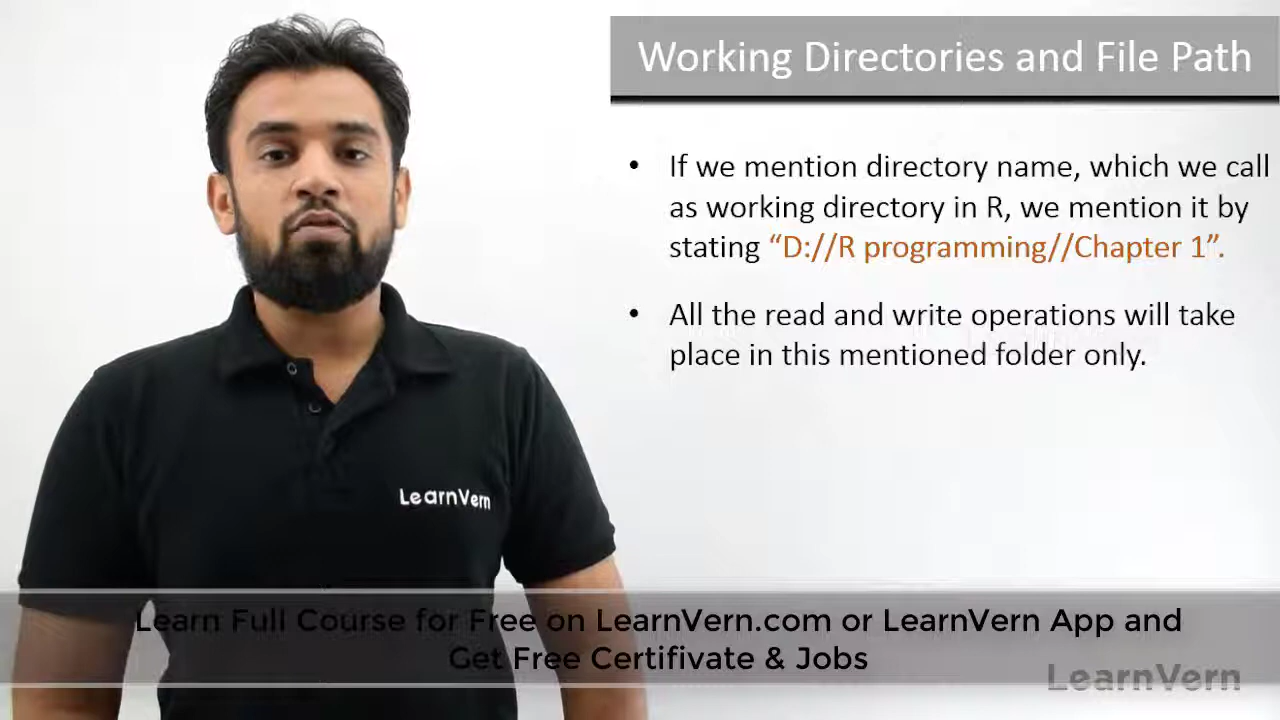 Working Directories and File Path
• If we mention directory name, which we call
as working directory in R, we mention it by
stating “D://R programming//Chapter 1”.
• All the read and write operations will take
place in this mentioned folder only.
LearnVern
Learn Full Course for Free on LearnVern.com or LearnVern App and
Get Free Certifivate & Jobs
LearnVern